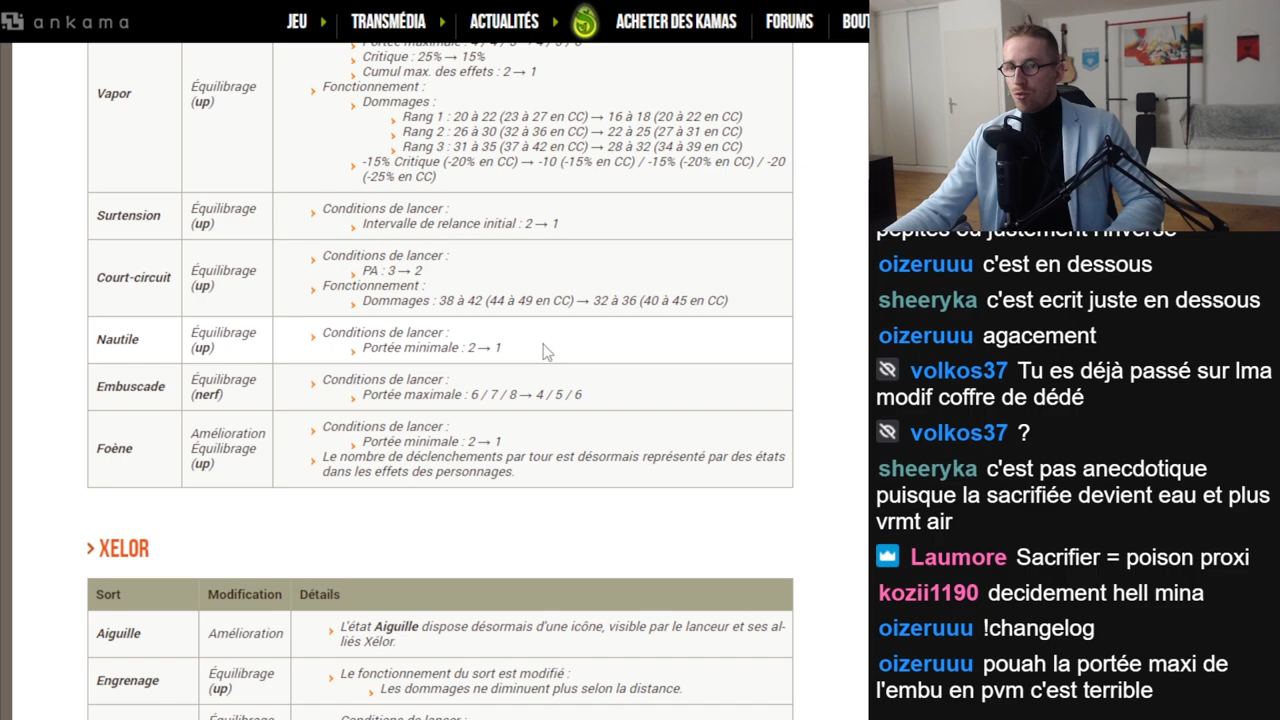 ankama
JEU
TRANSMÉDIA
ACTUALITÉS
ACHETER DES KAMAS
FORUMS
BOUT
Critique : 25% → 15%
Cumul max. des effets : 2 → 1
Vapor
Équilibrage
(up)
Fonctionnement :
Dommages :
Rang 1 : 20 à 22 (23 à 27 en CC) → 16 à 18 (20 à 22 en CC)
Rang 2 : 26 à 30 (32 à 36 en CC) → 22 à 25 (27 à 31 en CC)
Rang 3 : 31 à 35 (37 à 42 en CC) → 28 à 32 (34 à 39 en CC)
-15% Critique (-20% en CC) → -10 (-15% en CC) / -15% (-20% en CC) / -20
(-25% en CC)
Surtension
Équilibrage
(up)
Conditions de lancer :
Intervalle de relance initial : 2 → 1
Court-circuit
Équilibrage
(up)
Conditions de lancer :
PA : 3 → 2
Fonctionnement :
Dommages : 38 à 42 (44 à 49 en CC) → 32 à 36 (40 à 45 en CC)
Nautile
Équilibrage
(up)
Conditions de lancer :
Portée minimale : 2 → 1
Embuscade
Équilibrage
(nerf)
Conditions de lancer :
Portée maximale : 6 / 7 / 8 → 4 / 5 / 6
Foène
Amélioration
Équilibrage
(up)
Conditions de lancer :
Portée minimale : 2 → 1
Le nombre de déclenchements par tour est désormais représenté par des états
dans les effets des personnages.
XELOR
Sort Modification Détails
Aiguille
Amélioration
L'état Aiguille dispose désormais d'une icône, visible par le lanceur et ses al-
liés Xélor.
Engrenage
Équilibrage
(up)
Le fonctionnement du sort est modifié :
Les dommages ne diminuent plus selon la distance.
Équilibrage
Conditions de lancer :
pépites ou justement l'inverse
oizeruuu c'est en dessous
sheeryka c'est ecrit juste en dessous
oizeruuu agacement
volkos37 Tu es déjà passé sur lma
modif coffre de dédé
volkos37 ?
sheeryka c'est pas anecdotique
puisque la sacrifiée devient eau et plus
vrmt air
Laumore Sacrifier = poison proxi
kozii1190 decidement hell mina
oizeruuu !changelog
oizeruuu pouah la portée maxi de
l'embu en pvm c'est terrible